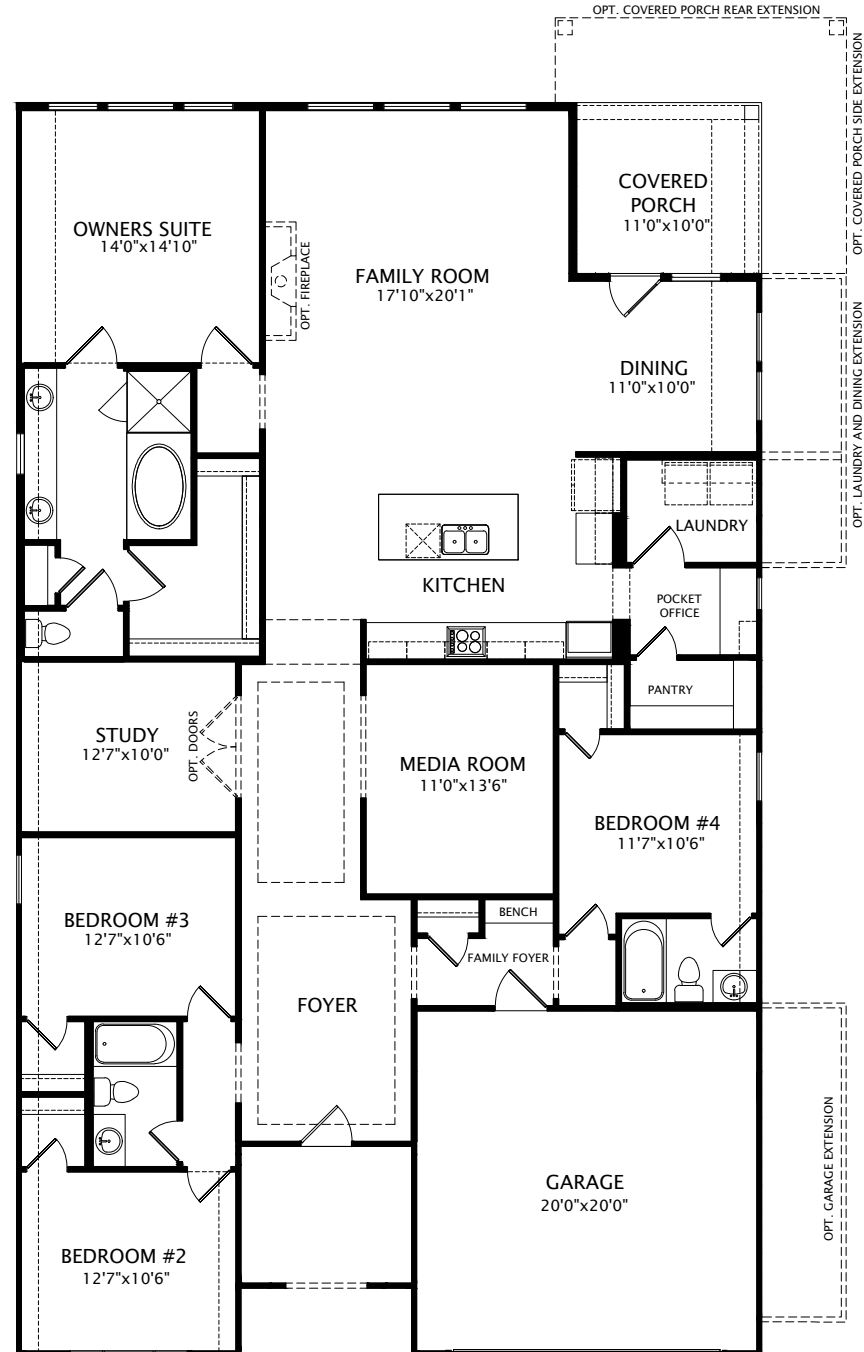 OPT. COVERED PORCH REAR EXTENSION
OPT. COVERED PORCH SIDE EXTENSION
COVERED
PORCH
11'0"x10'0"
OWNERS SUITE
14'0"x14'10"
OPT. FIREPLACE
FAMILY ROOM
17'10"x20'1"
DINING
11'0"x10'0"
OPT. LAUNDRY AND DINING EXTENSION
LAUNDRY
KITCHEN
POCKET
OFFICE
PANTRY
STUDY
12'7"x10'0"
OPT. DOORS
MEDIA ROOM
11'0"x13'6"
BEDROOM #4
11'7"x10'6"
BEDROOM #3
12'7"x10'6"
BENCH
FAMILY FOYER
FOYER
GARAGE
20'0"x20'0"
OPT. GARAGE EXTENSION
BEDROOM #2
12'7"x10'6"